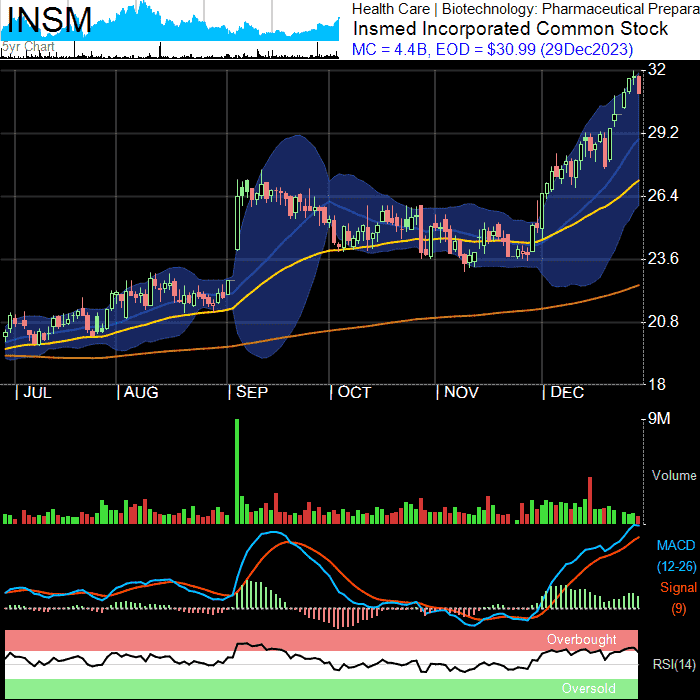 INSM
5yr Chart
Health Care | Biotechnology: Pharmaceutical Prepara
Insmed Incorporated Common Stock
MC = 4.4B, EOD = $30.99 (29Dec2023)
32
29.2
26.4
23.6
20.8
18
| JUL | AUG | SEP | OCT | NOV | DEC
9M
Volume
MACD
(12-26)
Signal
(9)
Overbought
RSI(14)
Oversold